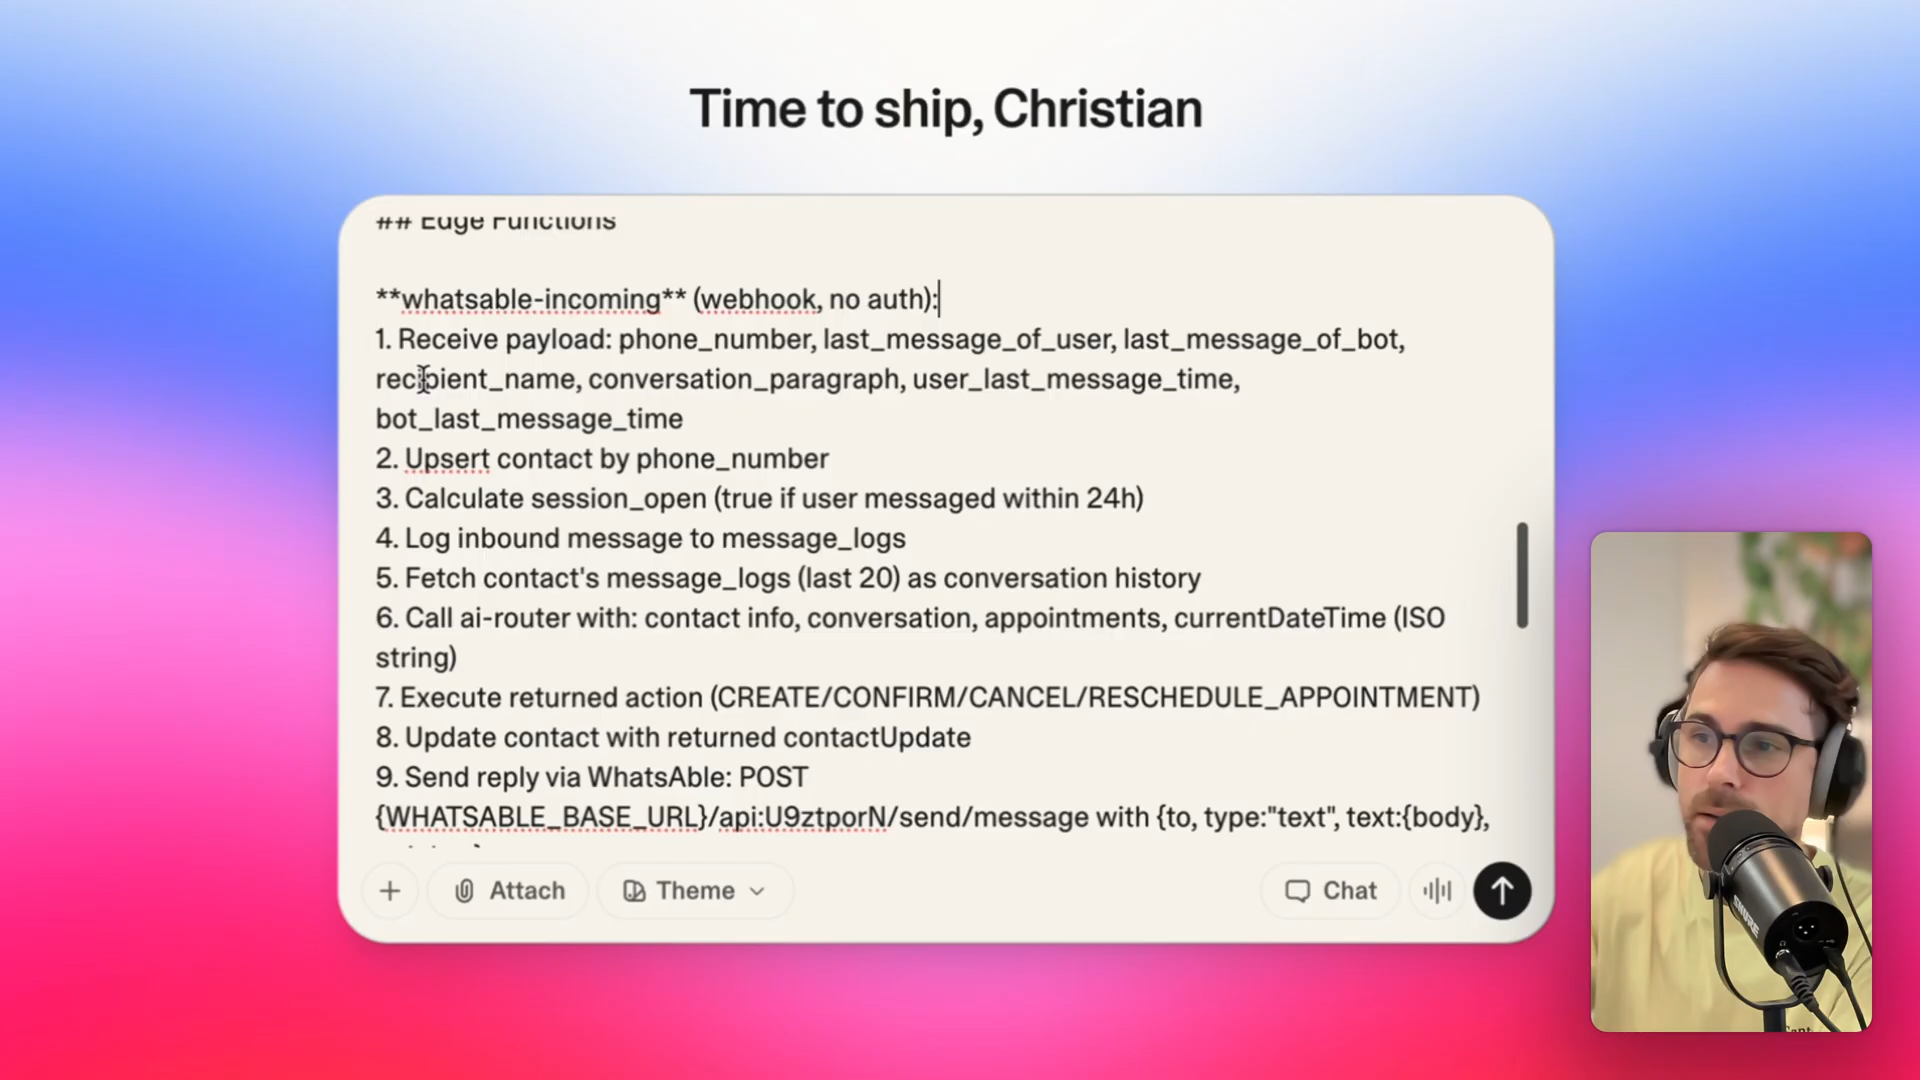 Time to ship, Christian
## Edge Functions
**whatsable-incoming** (webhook, no auth):
1. Receive payload: phone_number, last_message_of_user, last_message_of_bot,
recipient_name, conversation_paragraph, user_last_message_time,
bot_last_message_time
2. Upsert contact by phone_number
3. Calculate session_open (true if user messaged within 24h)
4. Log inbound message to message_logs
5. Fetch contact's message_logs (last 20) as conversation history
6. Call ai-router with: contact info, conversation, appointments, currentDateTime (ISO
string)
7. Execute returned action (CREATE/CONFIRM/CANCEL/RESCHEDULE_APPOINTMENT)
8. Update contact with returned contactUpdate
9. Send reply via WhatsAble: POST
{WHATSABLE_BASE_URL}/api:U9ztporN/send/message with {to, type:"text", text:{body},
Attach
Theme
Chat
SHURE